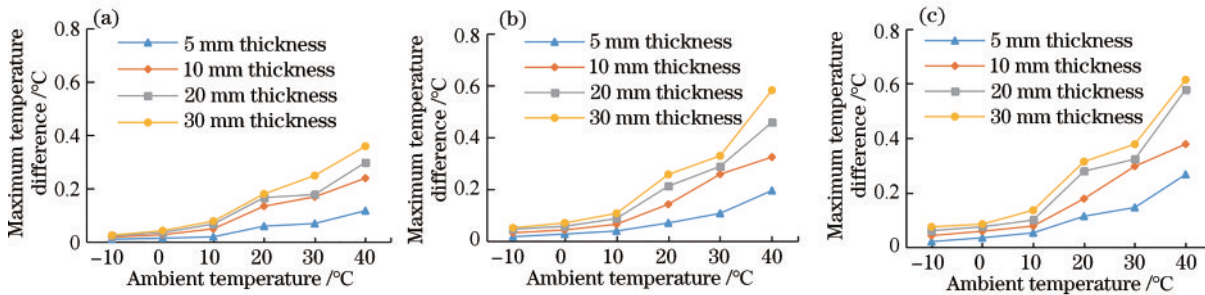 (a)
0.8
0.6
0.4
0.2
0
5 mm thickness
10 mm thickness
20 mm thickness
30 mm thickness
Maximum temperature
difference /°C
−10 0 10 20 30 40
Ambient temperature /°C
(b)
0.8
0.6
0.4
0.2
0
5 mm thickness
10 mm thickness
20 mm thickness
30 mm thickness
Maximum temperature
difference /°C
−10 0 10 20 30 40
Ambient temperature /°C
(c)
0.8
0.6
0.4
0.2
0
5 mm thickness
10 mm thickness
20 mm thickness
30 mm thickness
Maximum temperature
difference /°C
−10 0 10 20 30 40
Ambient temperature /°C